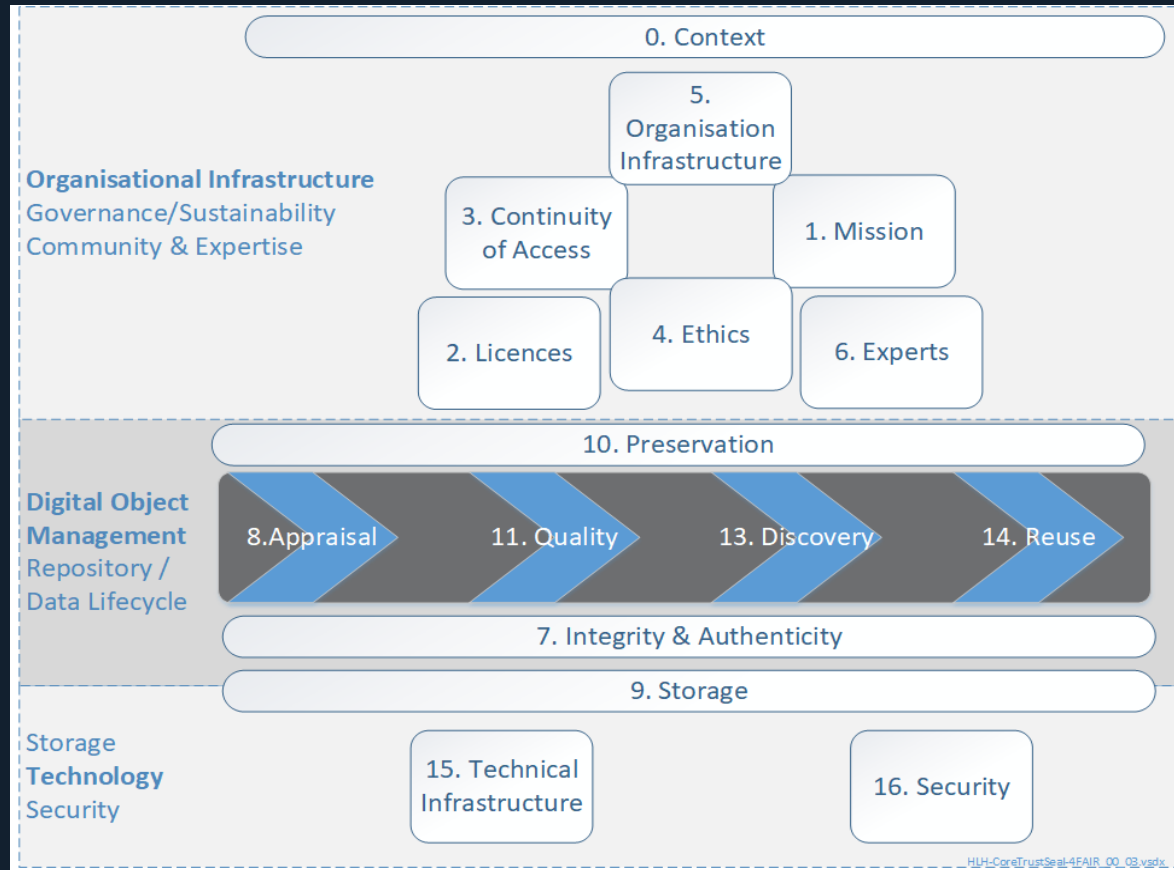 0. Context
5.
Organisation
Infrastructure
Organisational Infrastructure
Governance/Sustainability
Community & Expertise
3. Continuity
of Access
1. Mission
2. Licences
4. Ethics
6. Experts
10. Preservation
Digital Object
Management
Repository /
Data Lifecycle
8.Appraisal
11. Quality
13. Discovery
14. Reuse
7. Integrity & Authenticity
9. Storage
Storage
Technology
Security
15. Technical
Infrastructure
16. Security
HLH-CoreTrustSeal-4FAIR_00_03.vsdx